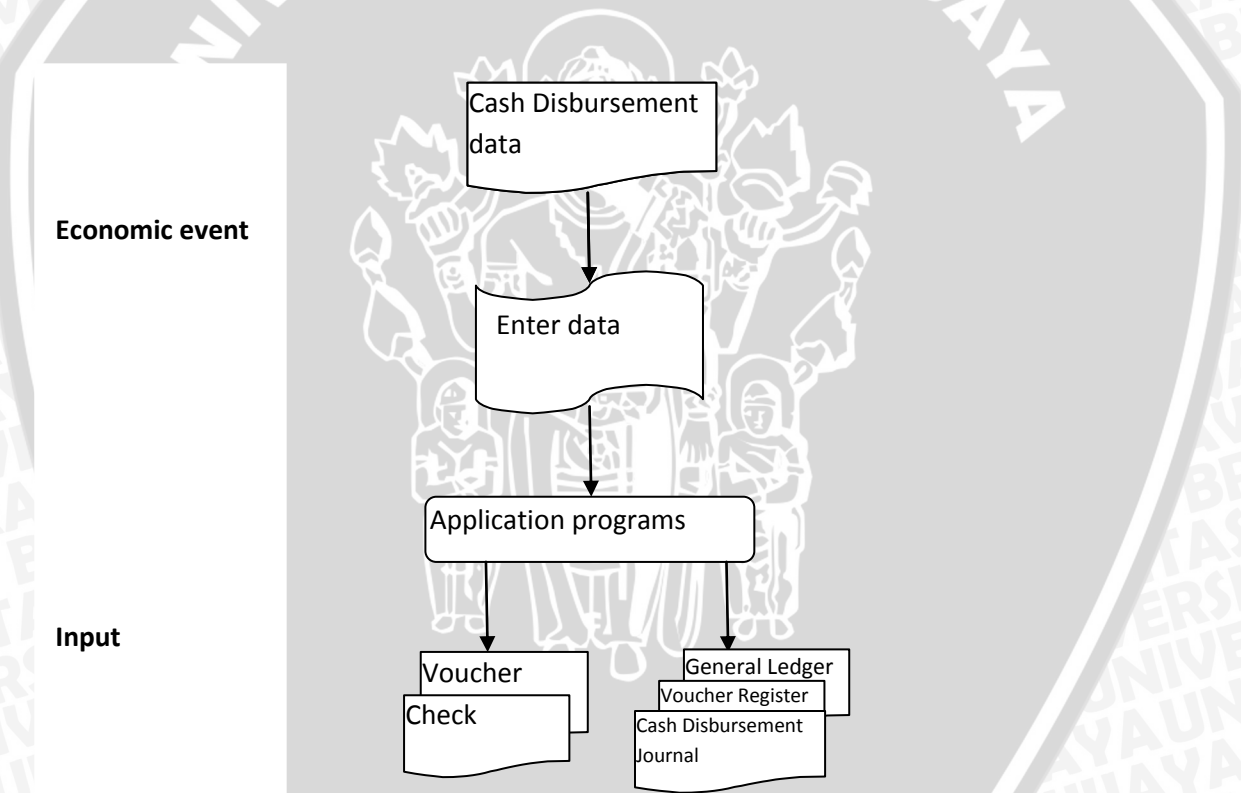 Cash Disbursement
data
Economic event
Enter data
Application programs
Input
Voucher
Check
General Ledger
Voucher Register
Cash Disbursement
Journal